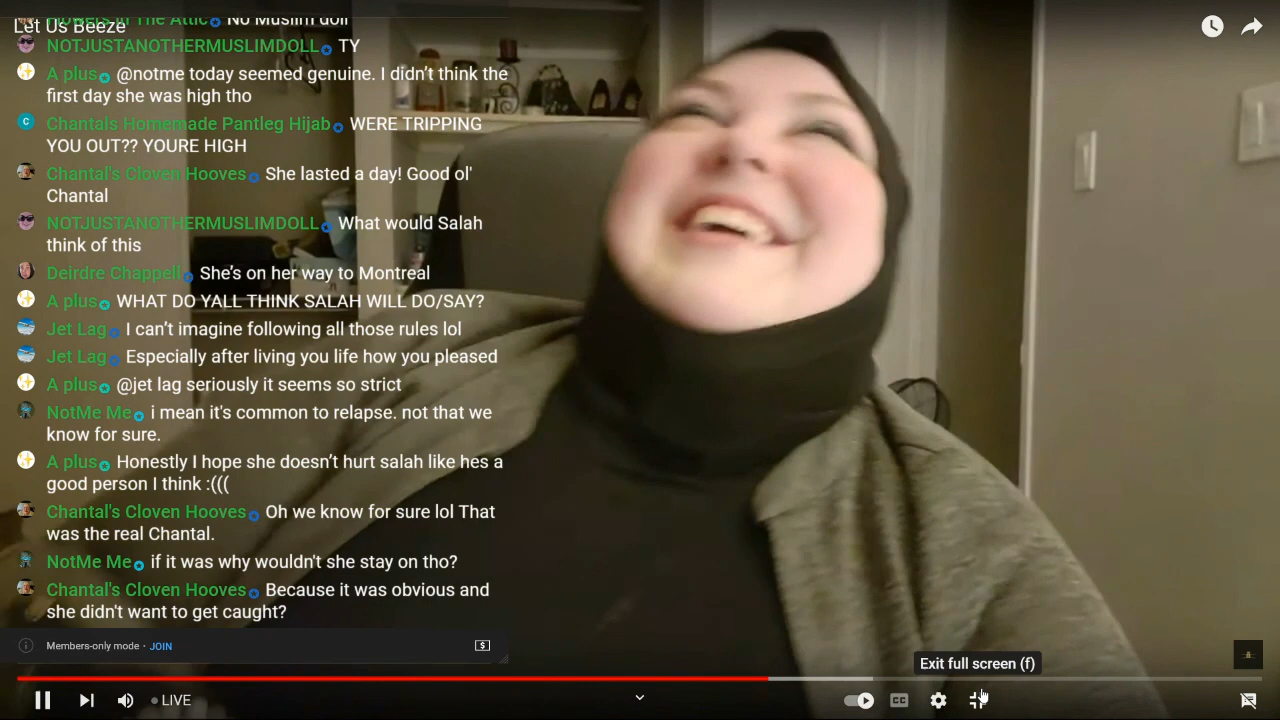 Let Us Beeze
Flowers In The Attic No Muslim doll
NOTJUSTANOTHERMUSLIMDOLL TY
A plus @notme today seemed genuine. I didn’t think the
first day she was high tho
C Chantals Homemade Pantleg Hijab WERE TRIPPING
YOU OUT?? YOURE HIGH
Chantal's Cloven Hooves She lasted a day! Good ol'
Chantal
NOTJUSTANOTHERMUSLIMDOLL What would Salah
think of this
Deirdre Chappell She’s on her way to Montreal
A plus WHAT DO YALL THINK SALAH WILL DO/SAY?
Jet Lag I can’t imagine following all those rules lol
Jet Lag Especially after living you life how you pleased
A plus @jet lag seriously it seems so strict
NotMe Me i mean it's common to relapse. not that we
know for sure.
A plus Honestly I hope she doesn’t hurt salah like hes a
good person I think :(((
Chantal's Cloven Hooves Oh we know for sure lol That
was the real Chantal.
NotMe Me if it was why wouldn't she stay on tho?
Chantal's Cloven Hooves Because it was obvious and
she didn't want to get caught?
Members-only mode · JOIN
Exit full screen (f)
LIVE
CC